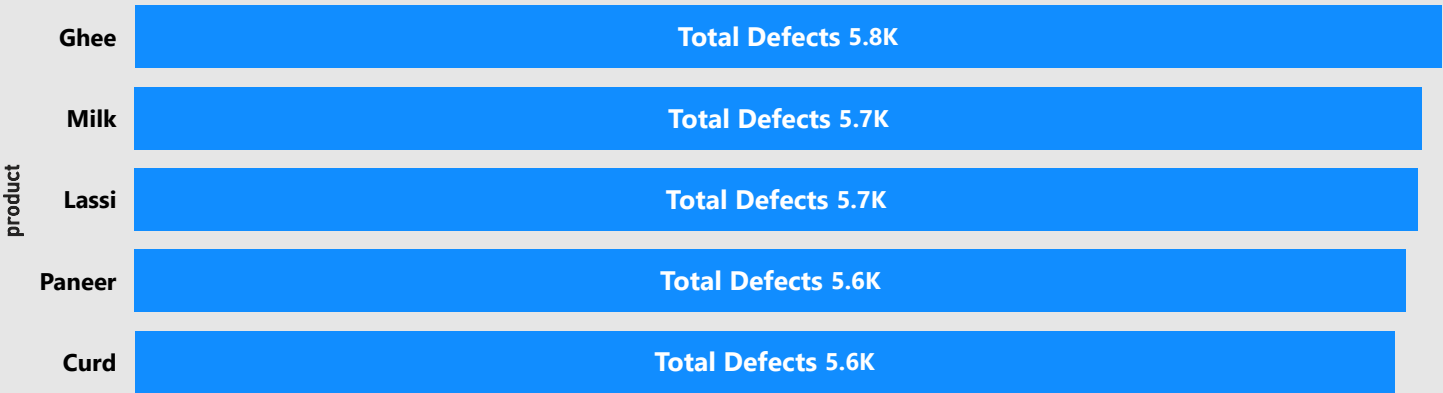 product
Ghee Total Defects 5.8K
Milk Total Defects 5.7K
Lassi Total Defects 5.7K
Paneer Total Defects 5.6K
Curd Total Defects 5.6K